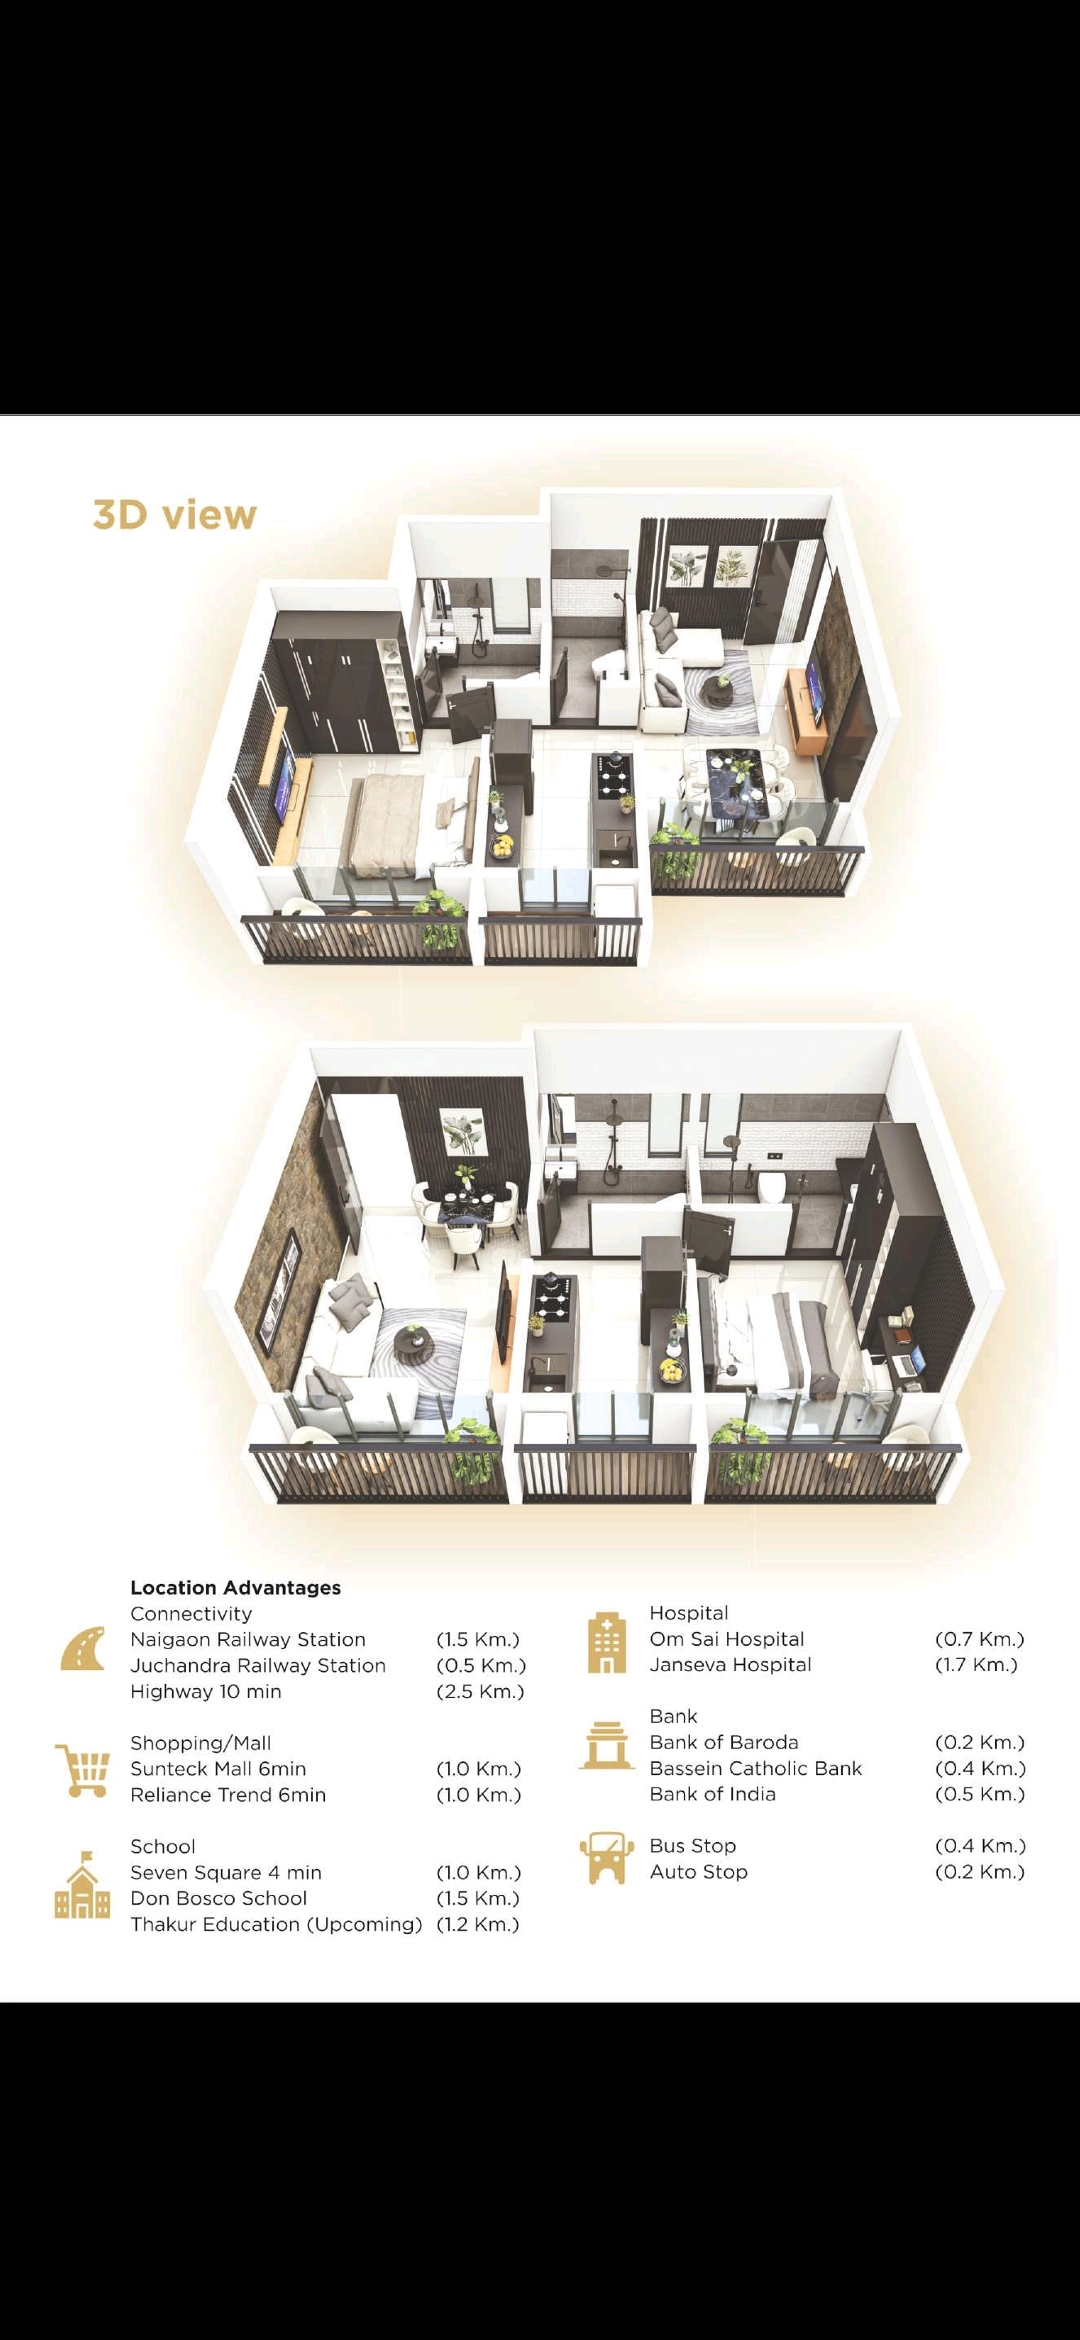 3D view
Location Advantages
Connectivity
Naigaon Railway Station (1.5 Km.)
Juchandra Railway Station (0.5 Km.)
Highway 10 min (2.5 Km.)
Shopping/Mall
Sunteck Mall 6min (1.0 Km.)
Reliance Trend 6min (1.0 Km.)
School
Seven Square 4 min (1.0 Km.)
Don Bosco School (1.5 Km.)
Thakur Education (Upcoming) (1.2 Km.)
Hospital
Om Sai Hospital (0.7 Km.)
Janseva Hospital (1.7 Km.)
Bank
Bank of Baroda (0.2 Km.)
Bassein Catholic Bank (0.4 Km.)
Bank of India (0.5 Km.)
Bus Stop (0.4 Km.)
Auto Stop (0.2 Km.)